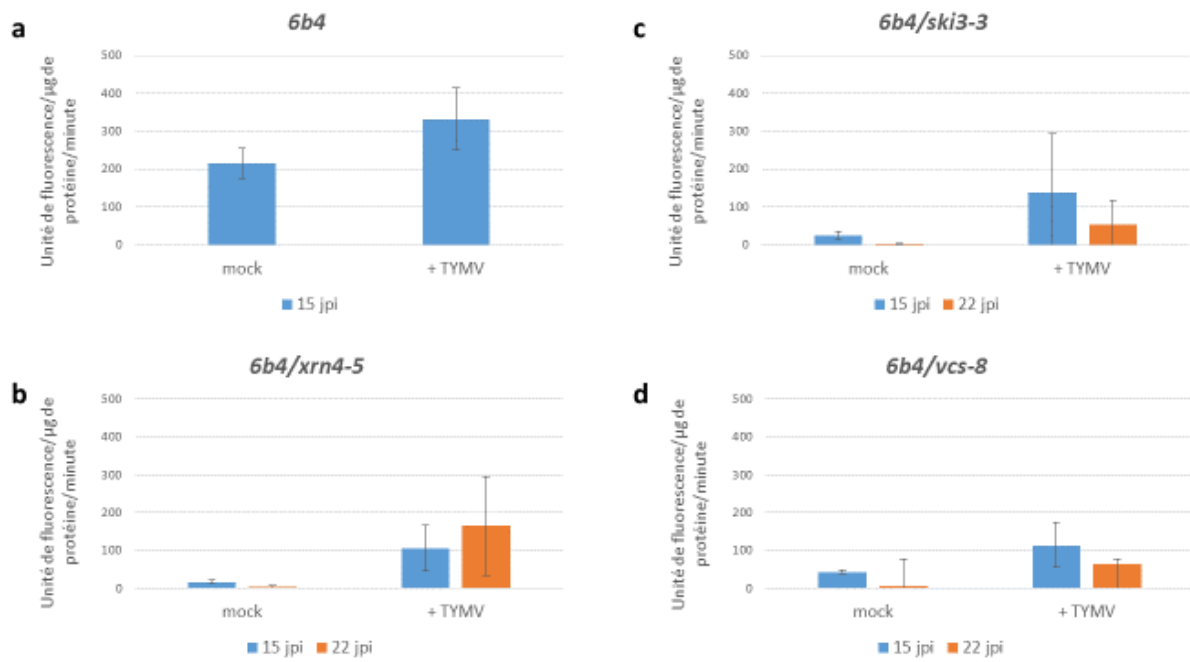 a
6b4
Unité de fluorescence/µg de
protéine/minute
500
400
300
200
100
0
mock
+ TYMV
15 jpi
c
6b4/ski3-3
Unité de fluorescence/µg de
protéine/minute
500
400
300
200
100
0
mock
+ TYMV
15 jpi 22 jpi
b
6b4/xrn4-5
Unité de fluorescence/µg de
protéine/minute
500
400
300
200
100
0
mock
+ TYMV
15 jpi 22 jpi
d
6b4/vcs-8
Unité de fluorescence/µg de
protéine/minute
500
400
300
200
100
0
mock
+ TYMV
15 jpi 22 jpi